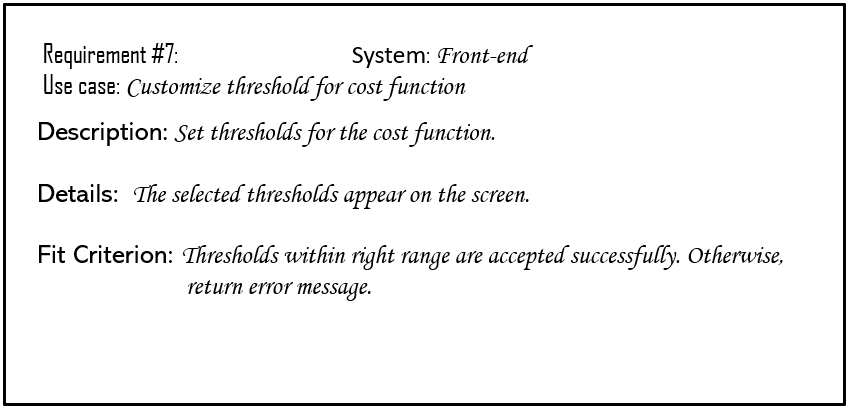 Requirement #7: System: Front-end
Use case: Customize threshold for cost function
Description: Set thresholds for the cost function.
Details: The selected thresholds appear on the screen.
Fit Criterion: Thresholds within right range are accepted successfully. Otherwise,
return error message.